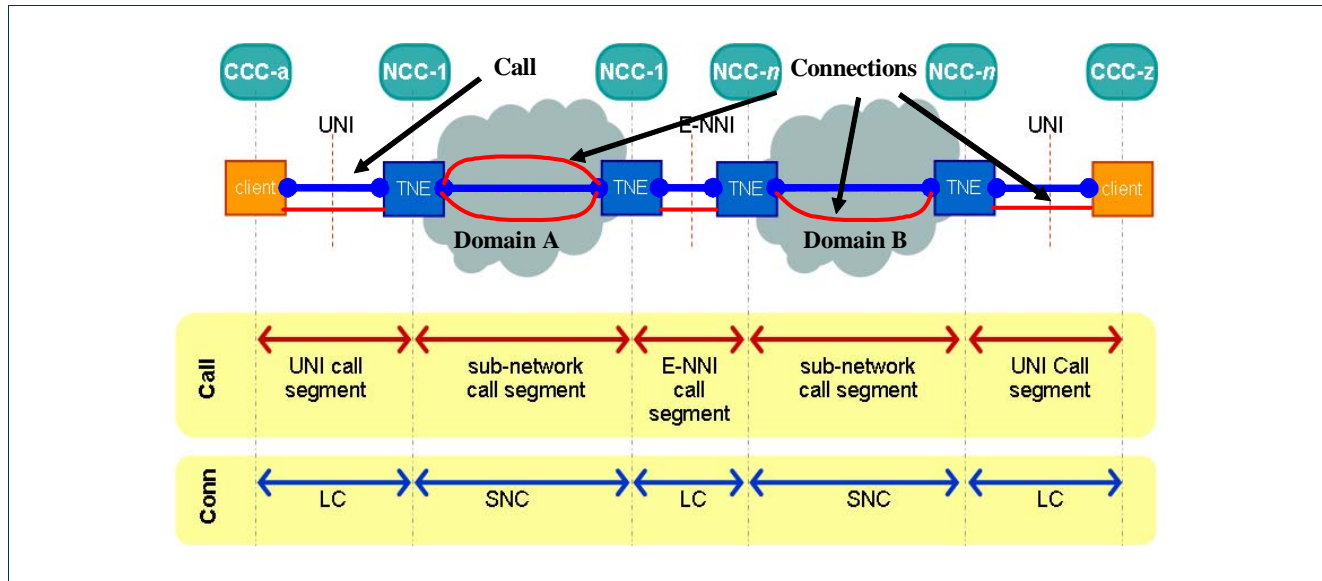 CCC-a NCC-1 Call NCC-1 NCC-n Connections NCC-n CCC-z
UNI E-NNI UNI
client TNE TNE TNE TNE client
Domain A Domain B
Call
UNI call segment
sub-network call segment
E-NNI call segment
sub-network call segment
UNI Call segment
Conn
LC SNC LC SNC LC